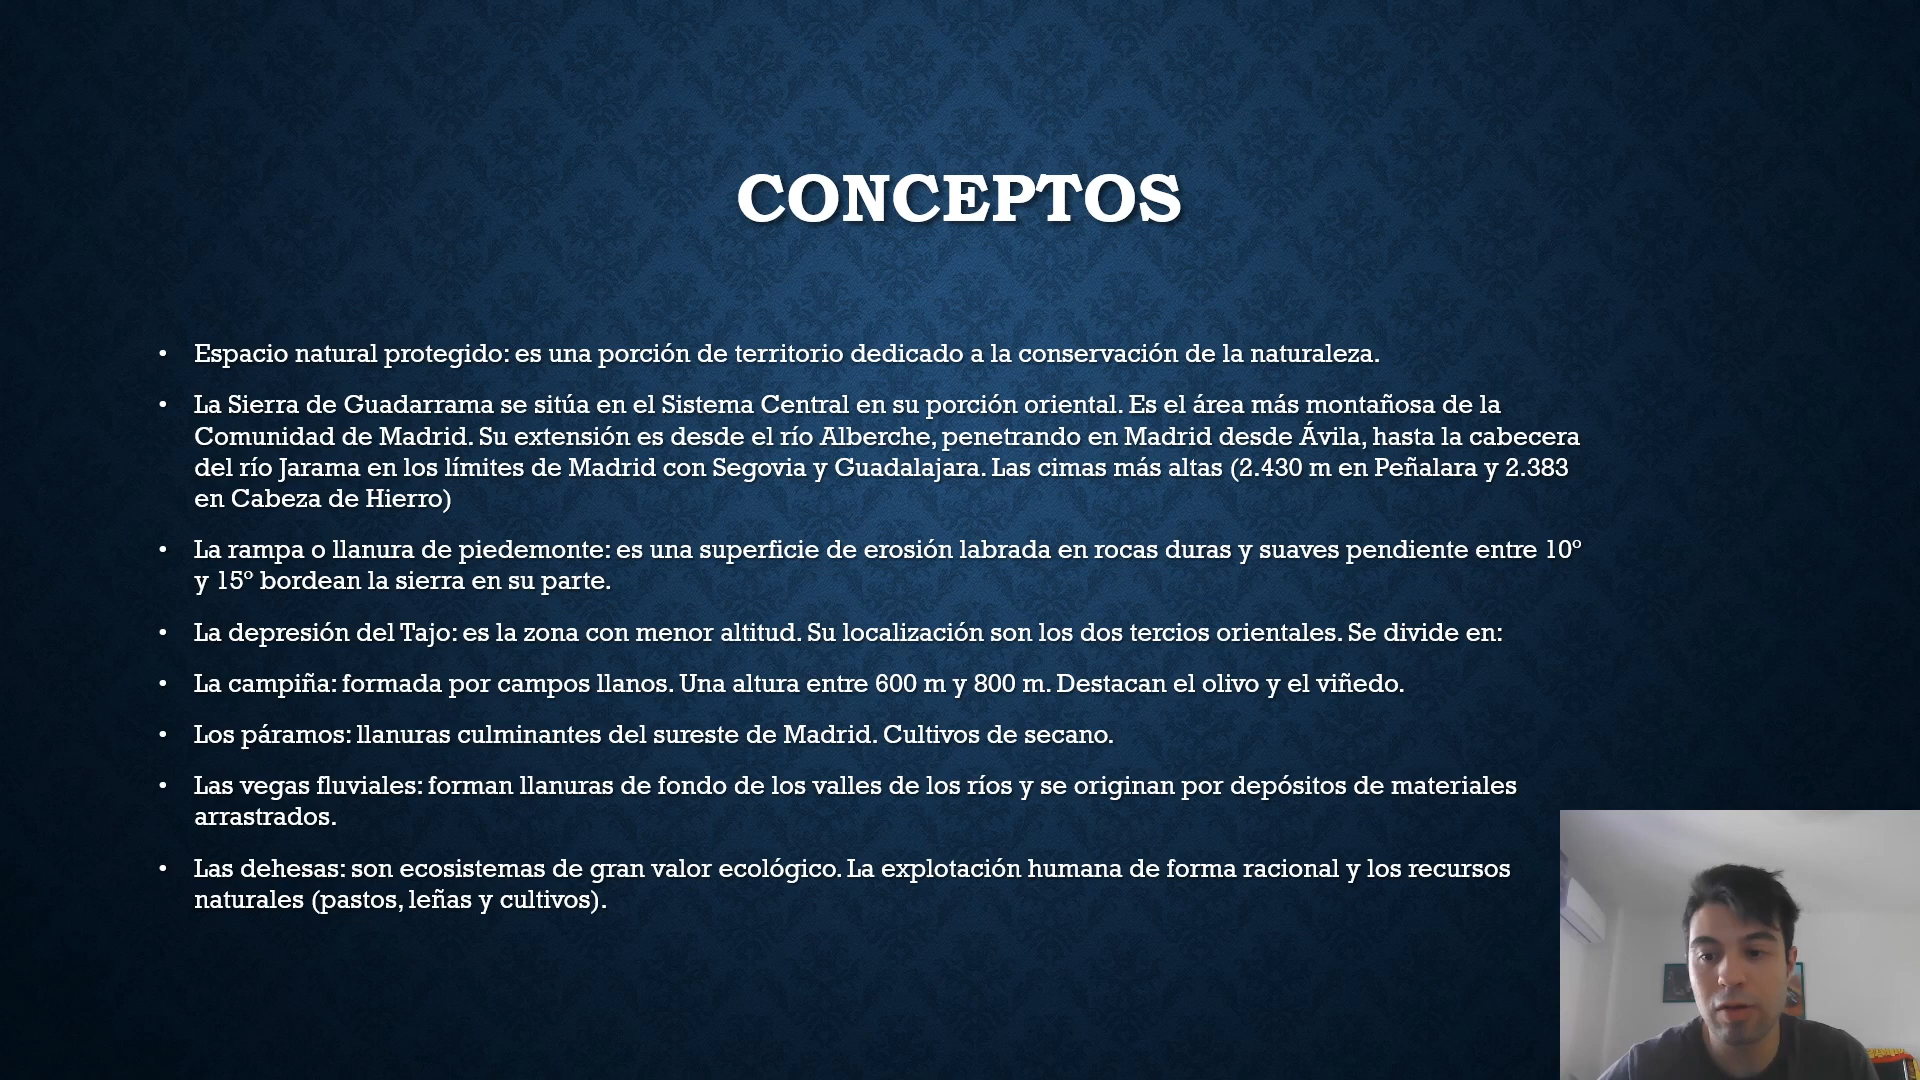 CONCEPTOS
• Espacio natural protegido: es una porción de territorio dedicado a la conservación de la naturaleza.
• La Sierra de Guadarrama se sitúa en el Sistema Central en su porción oriental. Es el área más montañosa de la
Comunidad de Madrid. Su extensión es desde el río Alberche, penetrando en Madrid desde Ávila, hasta la cabecera
del río Jarama en los límites de Madrid con Segovia y Guadalajara. Las cimas más altas (2.430 m en Peñalara y 2.383
en Cabeza de Hierro)
• La rampa o llanura de piedemonte: es una superficie de erosión labrada en rocas duras y suaves pendiente entre 10º
y 15º bordean la sierra en su parte.
• La depresión del Tajo: es la zona con menor altitud. Su localización son los dos tercios orientales. Se divide en:
• La campiña: formada por campos llanos. Una altura entre 600 m y 800 m. Destacan el olivo y el viñedo.
• Los páramos: llanuras culminantes del sureste de Madrid. Cultivos de secano.
• Las vegas fluviales: forman llanuras de fondo de los valles de los ríos y se originan por depósitos de materiales
arrastrados.
• Las dehesas: son ecosistemas de gran valor ecológico. La explotación humana de forma racional y los recursos
naturales (pastos, leñas y cultivos).